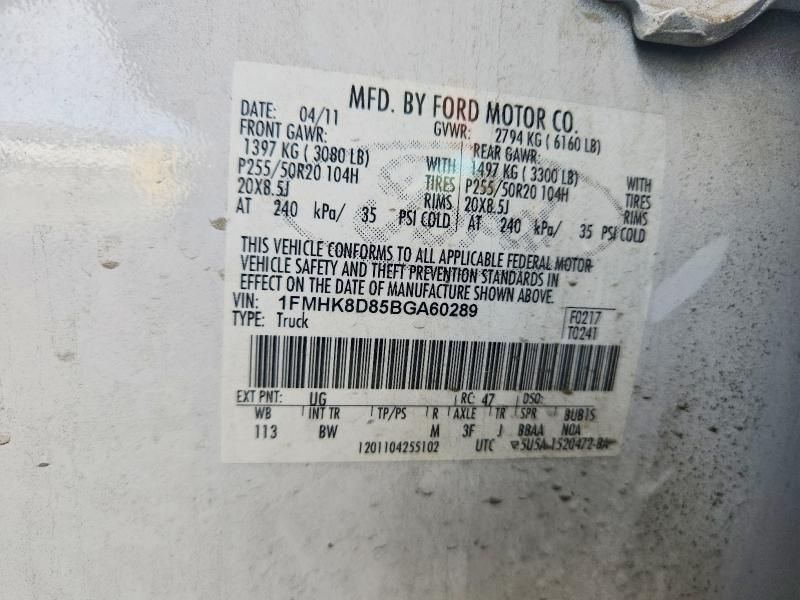 MFD. BY FORD MOTOR CO.
DATE: 04/11 GVWR: 2794 KG ( 6160 LB)
FRONT GAWR: REAR GAWR:
1397 KG ( 3080 LB) WITH 1497 KG ( 3300 LB) WITH
P255/50R20 104H TIRES P255/50R20 104H TIRES
20X8.5J RIMS 20X8.5J RIMS
AT 240 kPa/ 35 PSI COLD AT 240 kPa/ 35 PSI COLD
THIS VEHICLE CONFORMS TO ALL APPLICABLE FEDERAL MOTOR
VEHICLE SAFETY AND THEFT PREVENTION STANDARDS IN
EFFECT ON THE DATE OF MANUFACTURE SHOWN ABOVE.
VIN: 1FMHK8D85BGA60289 F0217
TYPE: Truck T0241
EXT PNT: UG RC: 47 DSO:
WB INT TR TP/PS R AXLE TR SPR
113 BW M 3F J BBAA NOA
1201104255102 UTC